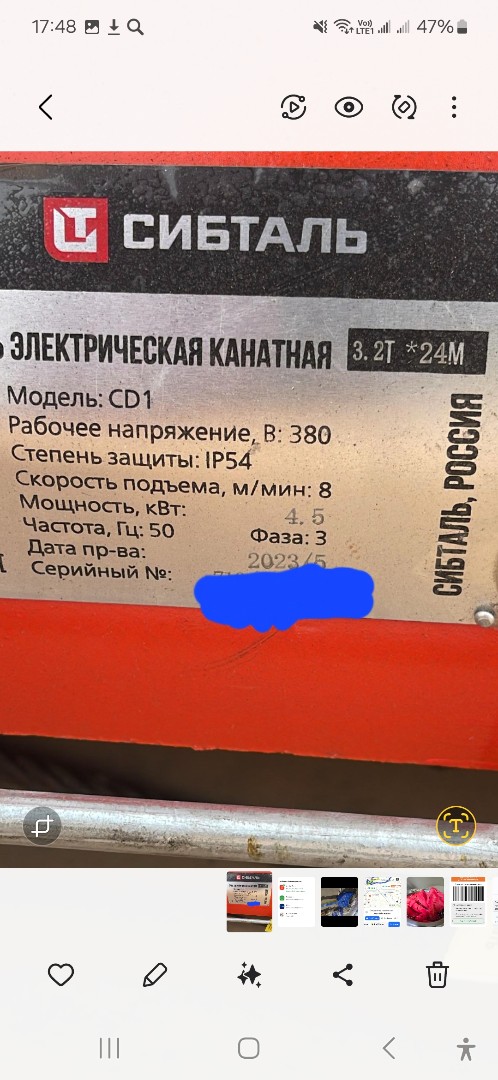 17:48
Vo)) LTE1
47%
СИБТАЛЬ
ЭЛЕКТРИЧЕСКАЯ КАНАТНАЯ 3.2T *24M
Модель: CD1
Рабочее напряжение, В: 380
Степень защиты: IP54
Скорость подъема, м/мин: 8
Мощность, кВт: 4.5
Частота, Гц: 50 Фаза: 3
Дата пр-ва: 2023/5
Серийный №:
СИБТАЛЬ, РОССИЯ
T